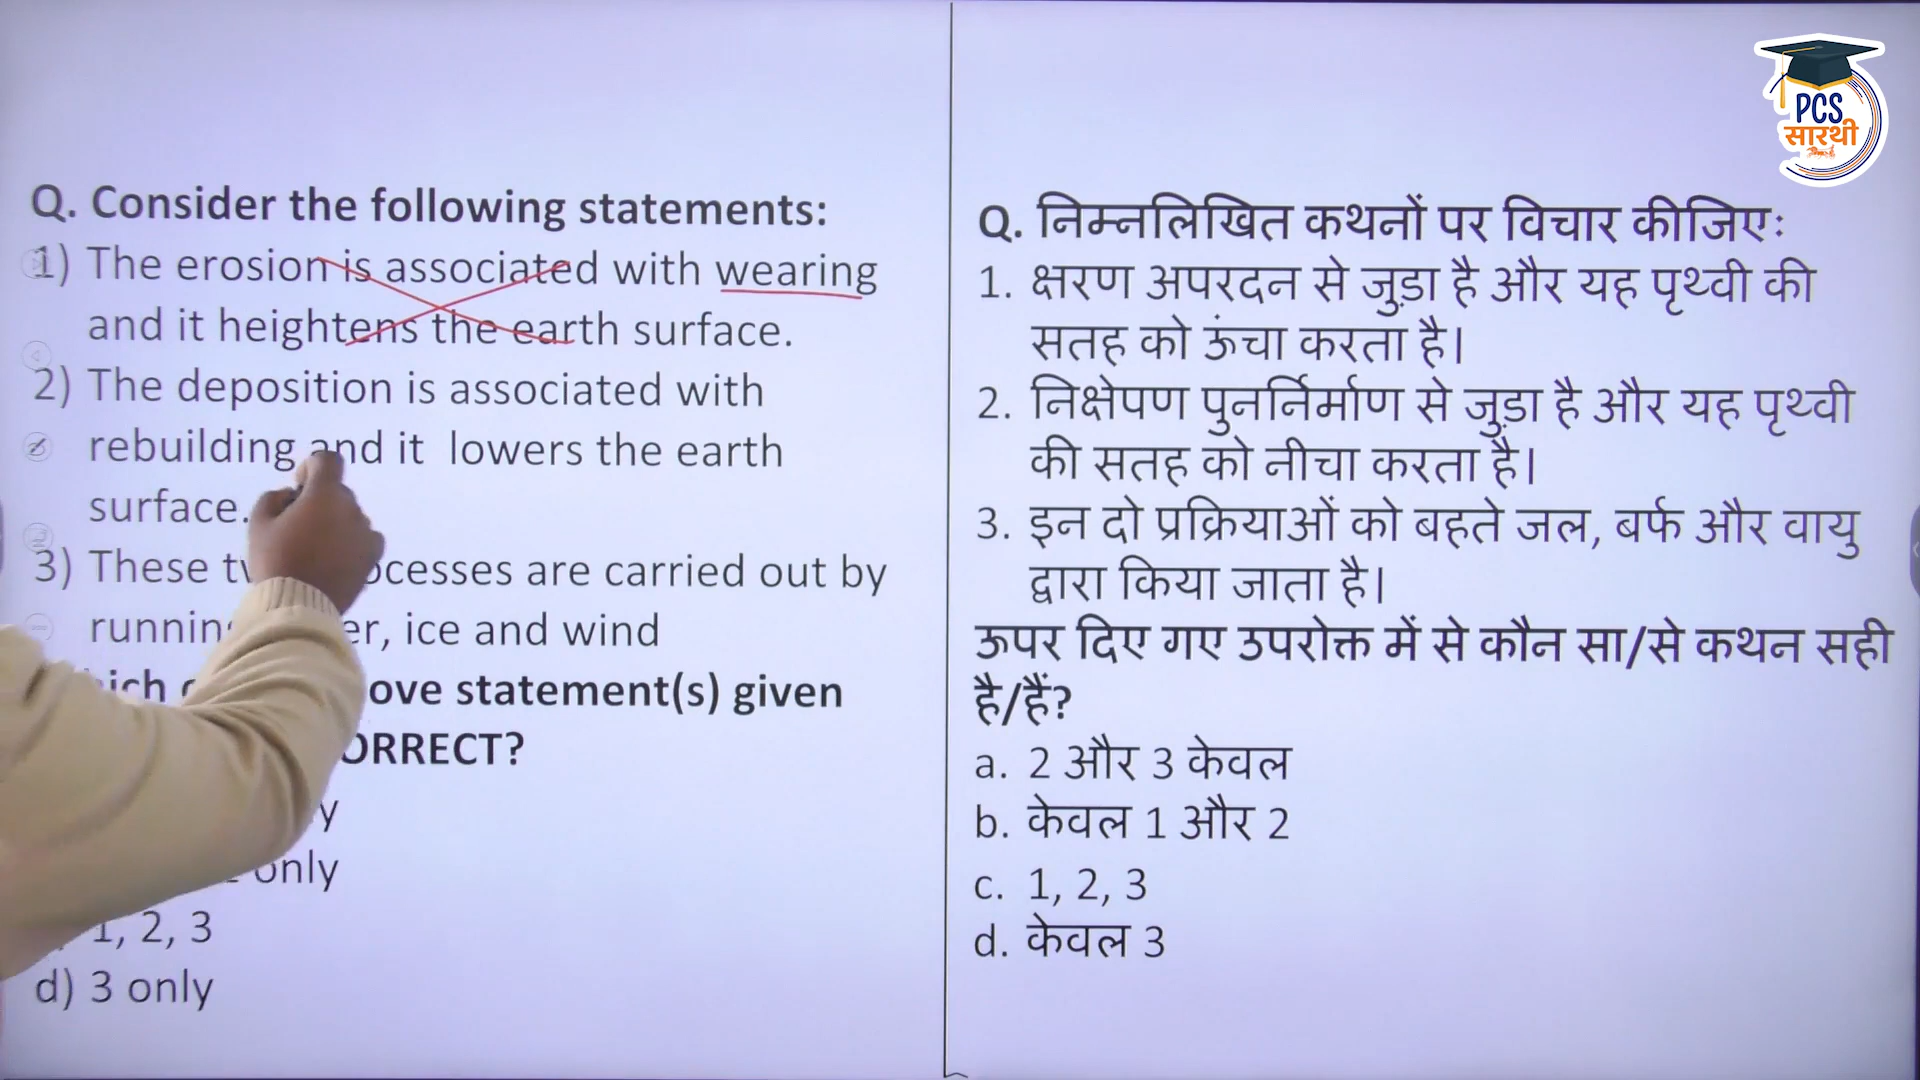 PCS
सारथी
Q. Consider the following statements:
1) The erosion is associated with wearing
and it heightens the earth surface.
2) The deposition is associated with
rebuilding and it lowers the earth
surface.
3) These cesses are carried out by
runnin er, ice and wind
ich ove statement(s) given
ORRECT?
y
only
1, 2, 3
d) 3 only
Q. निम्नलिखित कथनों पर विचार कीजिएः
1. क्षरण अपरदन से जुड़ा है और यह पृथ्वी की
सतह को ऊंचा करता है।
2. निक्षेपण पुनर्निर्माण से जुड़ा है और यह पृथ्वी
की सतह को नीचा करता है।
3. इन दो प्रक्रियाओं को बहते जल, बर्फ और वायु
द्वारा किया जाता है।
ऊपर दिए गए उपरोक्त में से कौन सा/से कथन सही
है/हैं?
a. 2 और 3 केवल
b. केवल 1 और 2
c. 1, 2, 3
d. केवल 3